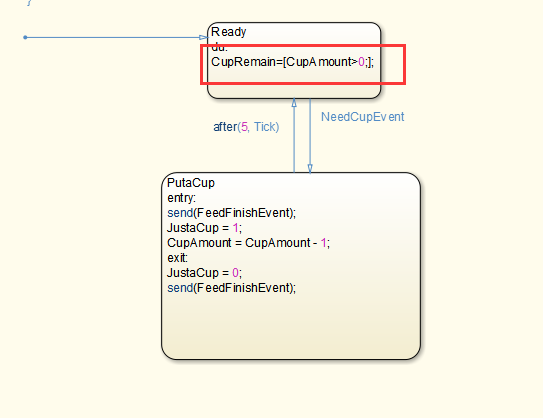 }
Ready
du:
CupRemain=[CupAmount>0;];
NeedCupEvent
after(5, Tick)
PutaCup
entry:
send(FeedFinishEvent);
JustaCup = 1;
CupAmount = CupAmount - 1;
exit:
JustaCup = 0;
send(FeedFinishEvent);